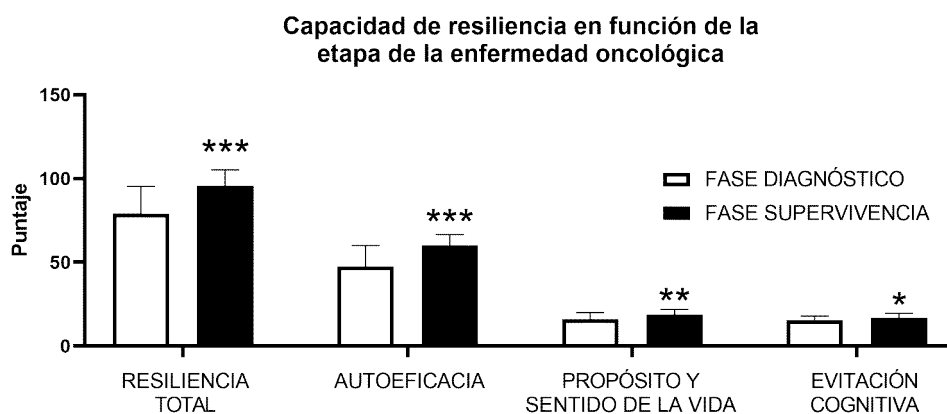 Capacidad de resiliencia en función de la
etapa de la enfermedad oncológica
Puntaje
150
100
50
0
***
***
**
*
FASE DIAGNÓSTICO
FASE SUPERVIVENCIA
RESILIENCIA
TOTAL
AUTOEFICACIA
PROPÓSITO Y
SENTIDO DE LA VIDA
EVITACIÓN
COGNITIVA